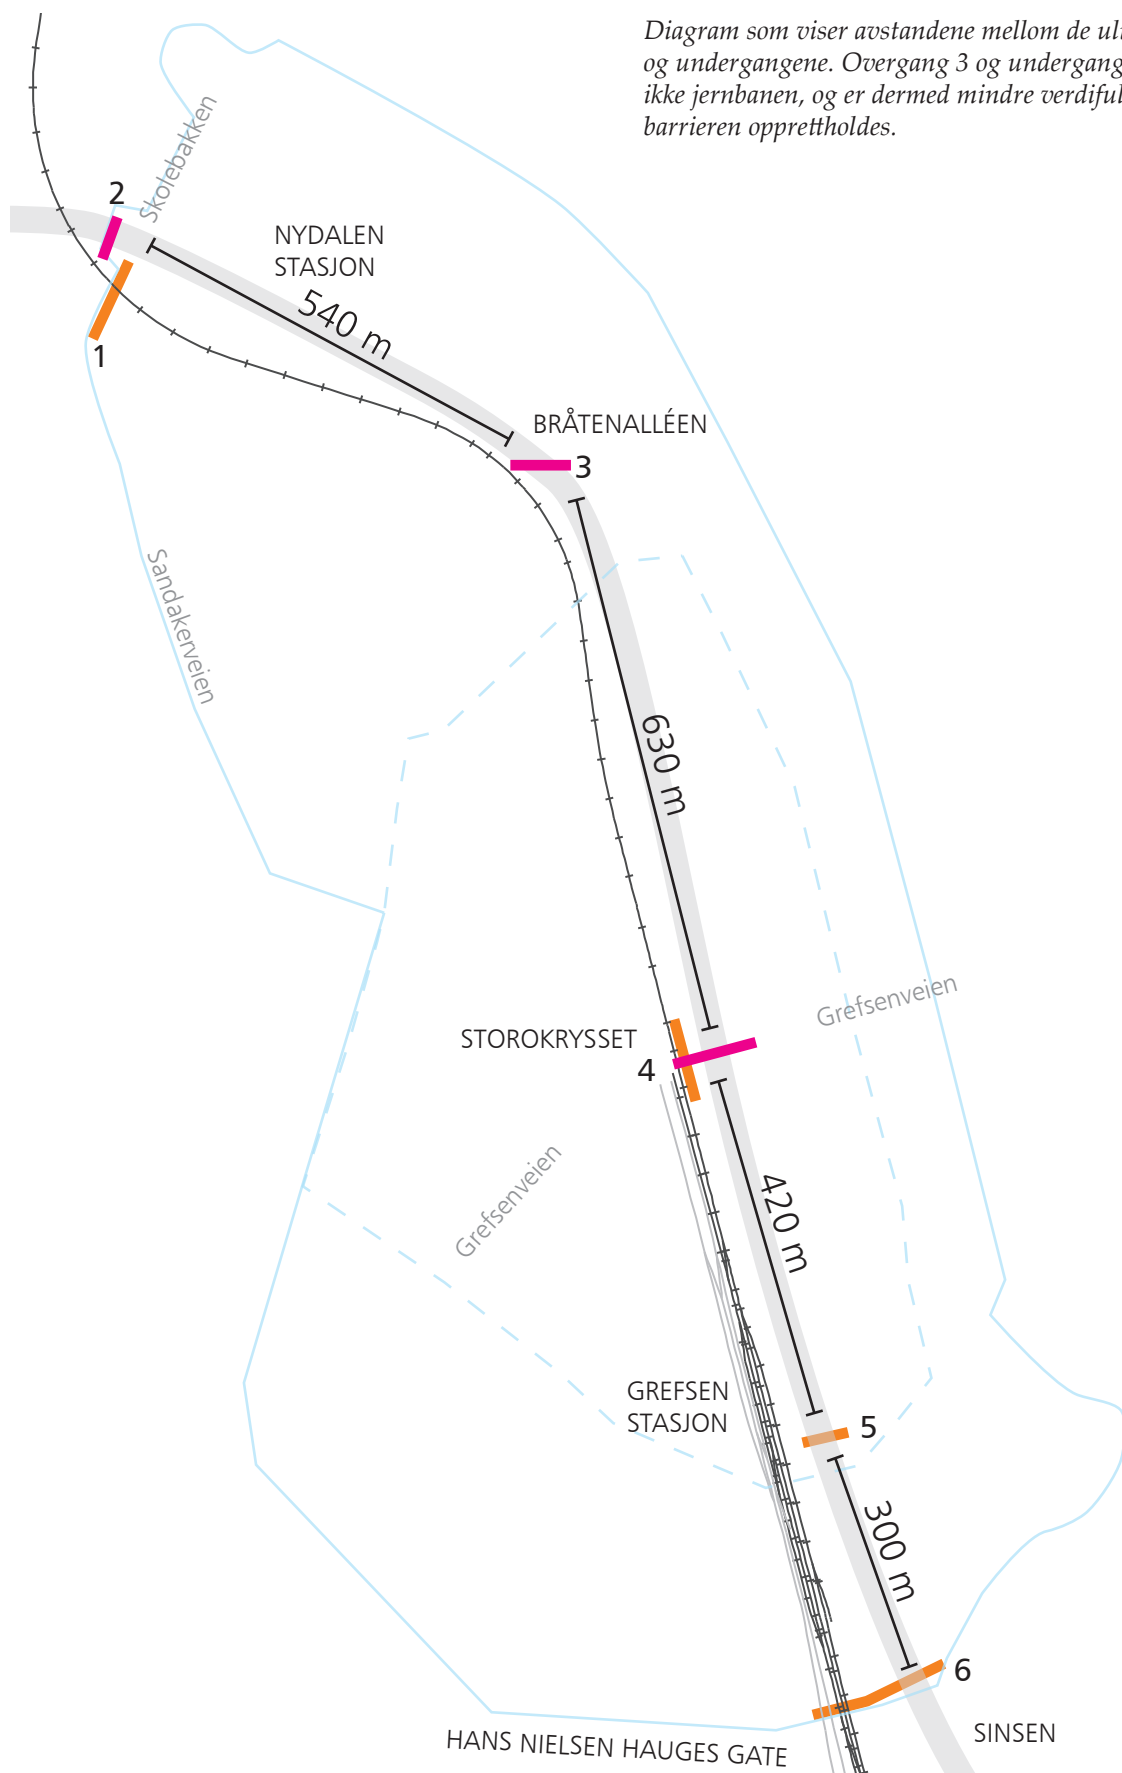 Diagram som viser avstandene mellom de
og undergangene. Overgang 3 og undergang
ikke jernbanen, og er dermed mindre
barrieren opprettholdes.
Skolebakken
2
NYDALEN
STASJON
540 m
1
BRÅTENALLÉEN
3
Sandakerveien
630 m
Grefsenveien
STOROKRYSSET
4
Grefsenveien
420 m
GREFSEN
STASJON
5
300 m
6
SINSEN
HANS NIELSEN HAUGES GATE